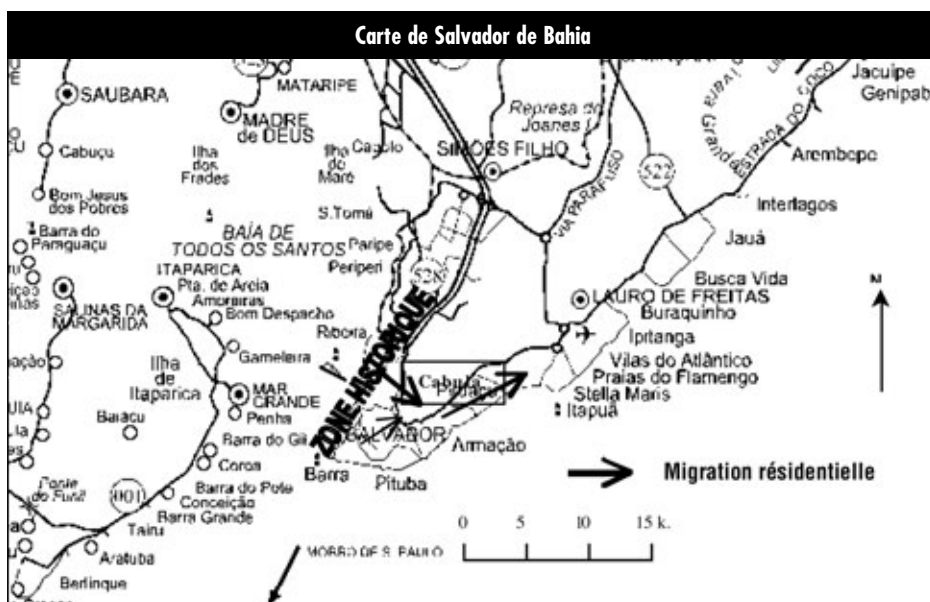 Carte de Salvador de Bahia
Jacuipe
Genipab
MATARIPE
SAUBARA
MADRE
de DEUS
Represa do
Joanes I
ESTRADA DO COCO
Cabuçu
Ilha
dos
Frades
Ilha
do
Maré
SIMÕES FILHO
522
Arembepe
VIA PARAFUSO
Bom Jesus
dos Pobres
Interlagos
S.Tomé
Barra do
Paraguaçu
BAÍA DE
TODOS OS SANTOS
Paripe
Jauá
N
Periperi
ITAPARICA
Pta. de Areia
Amoreiras
Busca Vida
SALINAS DA
MARGARIDA
Bom Despacho
LAURO DE FREITAS
Buraquinho
Ribeira
Ipitanga
Gameleira
ZONE HISTORIQUE
Vilas do Atlântico
Ilha
de
Itaparica
Cabula
Praias do Flamengo
MAR
GRANDE
Stella Maris
Itapuã
Penha
Baiacu
SALVADOR
Armação
Barra do Gil
Coroa
Barra
Pituba
Migration résidentielle
Ponte
do Funil
001
Barra do Pote
Conceição
Barra Grande
0 5 10 15 k.
Tairu
Aratuba
MORRO DE S. PAULO
Berlinque